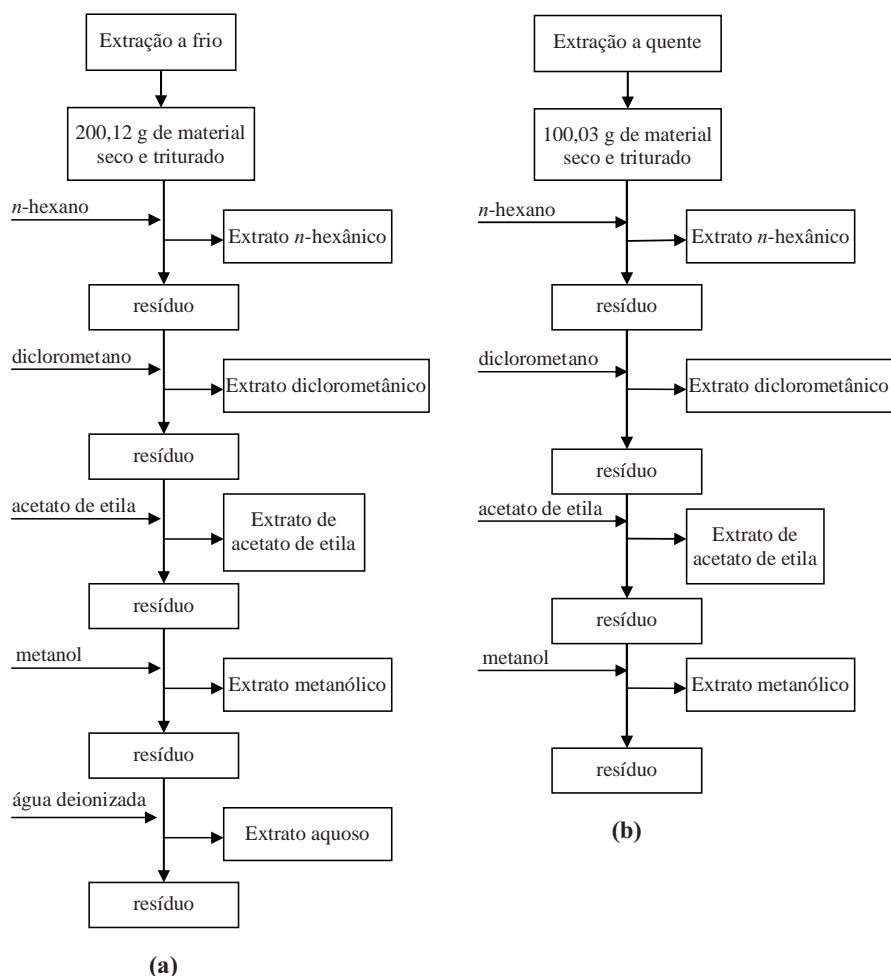 Extração a frio
200,12 g de material
seco e triturado
n-hexano
Extrato n-hexânico
resíduo
diclorometano
Extrato diclorometânico
resíduo
acetato de etila
Extrato de
acetato de etila
resíduo
metanol
Extrato metanólico
resíduo
água deionizada
Extrato aquoso
resíduo
(a)
Extração a quente
100,03 g de material
seco e triturado
n-hexano
Extrato n-hexânico
resíduo
diclorometano
Extrato diclorometânico
resíduo
acetato de etila
Extrato de
acetato de etila
resíduo
metanol
Extrato metanólico
resíduo
(b)